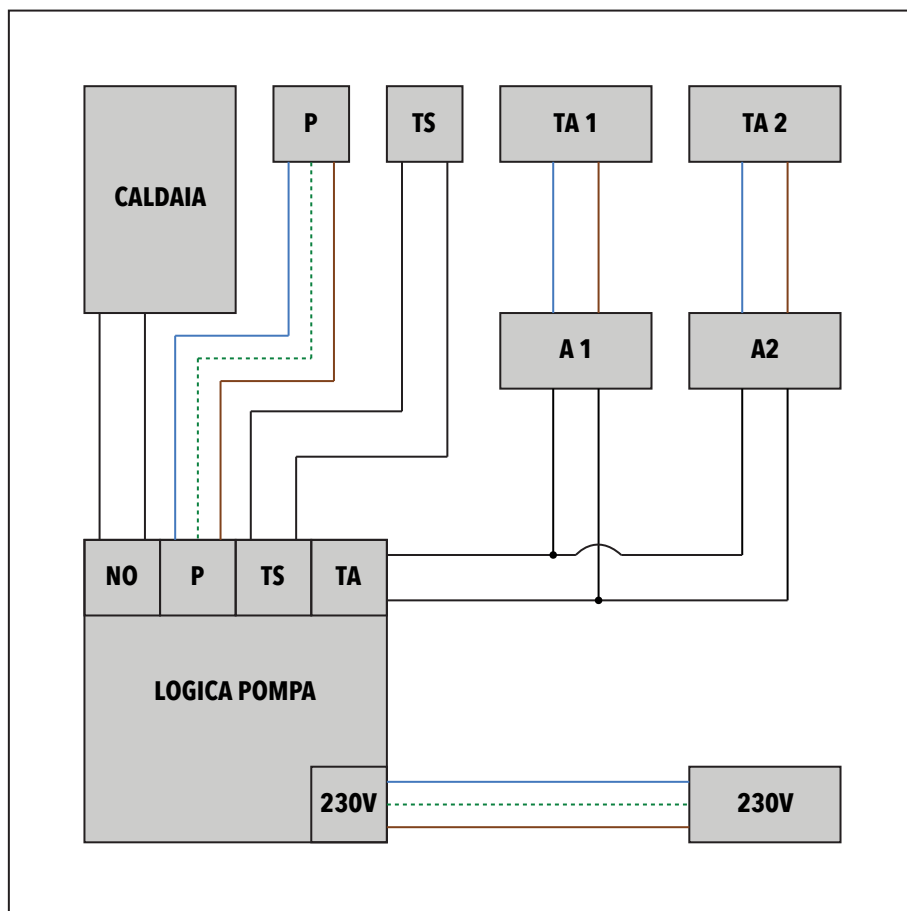 CALDAIA
P
TS
TA 1
TA 2
A 1
A2
NO
P
TS
TA
LOGICA POMPA
230V
230V